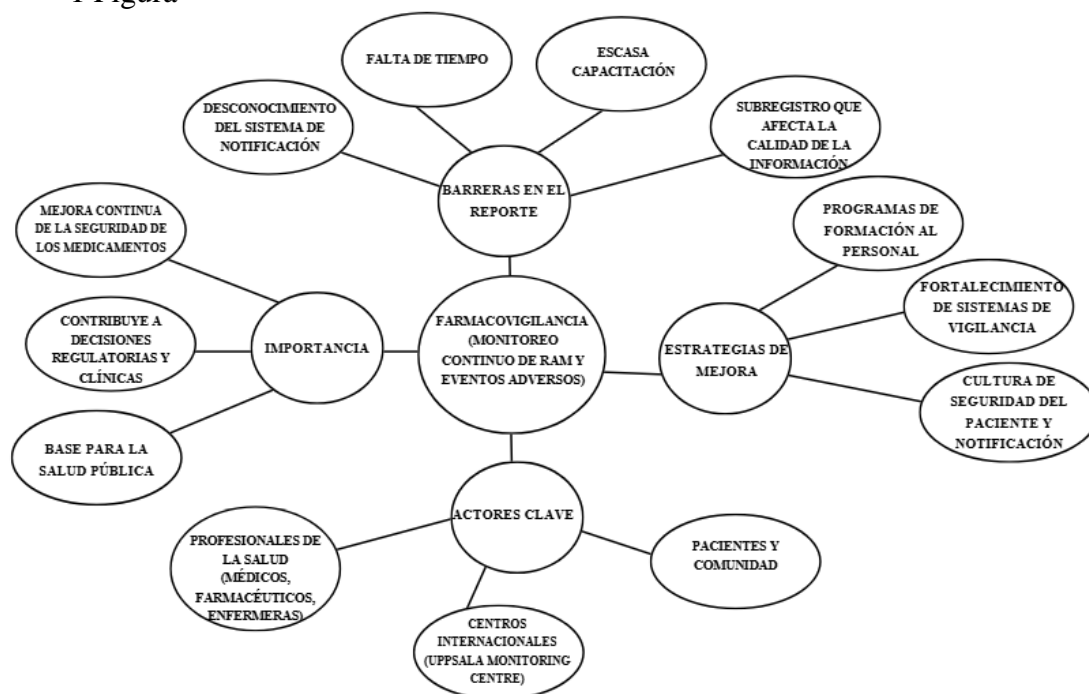 1 Figura
FALTA DE TIEMPO
ESCASA
CAPACITACIÓN
DESCONOCIMIENTO
DEL SISTEMA DE
NOTIFICACIÓN
SUBREGISTRO QUE
AFECTA LA
CALIDAD DE LA
INFORMACIÓN
BARRERAS EN EL
REPORTE
MEJORA CONTINUA
DE LA SEGURIDAD DE
LOS MEDICAMENTOS
CONTRIBUYE A
DECISIONES
REGULATORIAS Y
CLÍNICAS
BASE PARA LA
SALUD PÚBLICA
IMPORTANCIA
FARMACOVIGILANCIA
(MONITOREO
CONTINUO DE RAM Y
EVENTOS ADVERSOS)
ESTRATEGIAS DE
MEJORA
PROGRAMAS DE
FORMACIÓN AL
PERSONAL
FORTALECIMIENTO
DE SISTEMAS DE
VIGILANCIA
CULTURA DE
SEGURIDAD DEL
PACIENTE Y
NOTIFICACIÓN
ACTORES CLAVE
PROFESIONALES DE
LA SALUD
(MÉDICOS,
FARMACÉUTICOS,
ENFERMERAS)
CENTROS
INTERNACIONALES
(UPPSALA MONITORING
CENTRE)
PACIENTES Y
COMUNIDAD